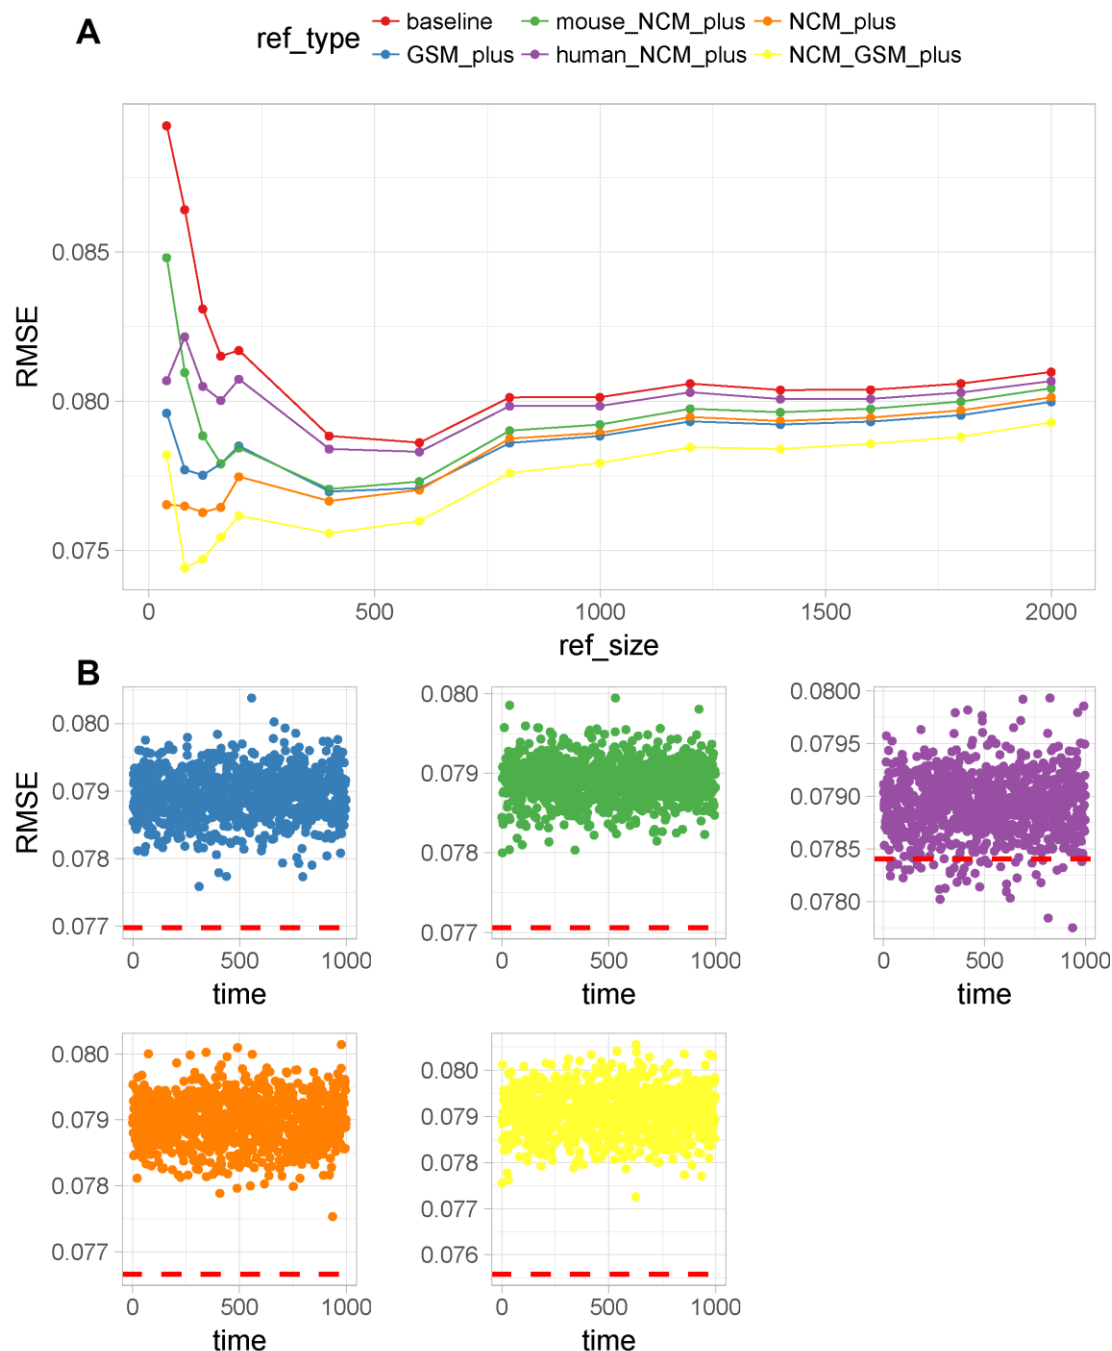 A
ref_type
baseline
mouse_NCM_plus
NCM_plus
GSM_plus
human_NCM_plus
NCM_GSM_plus
RMSE
0.085
0.080
0.075
0 500 1000 1500 2000
ref_size
B
RMSE
0.080
0.079
0.078
0.077
0 500 1000
time
0.080
0.079
0.078
0.077
0 500 1000
time
0.0800
0.0795
0.0790
0.0785
0.0780
0 500 1000
time
0.080
0.079
0.078
0.077
0 500 1000
time
0.080
0.079
0.078
0.077
0.076
0 500 1000
time